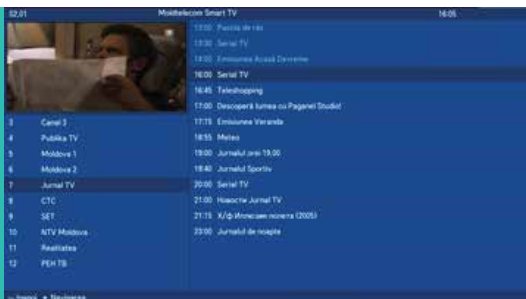 02.01 Moldtelecom Smart TV 16:05
13:00 Pastila de râs
13:30 Serial TV
14:00 Emisiunea Acasă Devreme
16:00 Serial TV
16:45 Teleshopping
17:00 Descoperă lumea cu Paganel Studio!
17:15 Emisiunea Veranda
18:55 Meteo
19:00 Jurnalul orei 19.00
19:40 Jurnalul Sportiv
20:00 Serial TV
21:00 Новости Jurnal TV
21:15 Х/ф Иллюзия полета (2005)
23:00 Jurnalul de noapte
3 Canal 3
4 Publika TV
5 Moldova 1
6 Moldova 2
7 Jurnal TV
8 СТС
9 SET
10 NTV Moldova
11 Realitatea
12 РЕН ТВ
Înapoi Navigarea